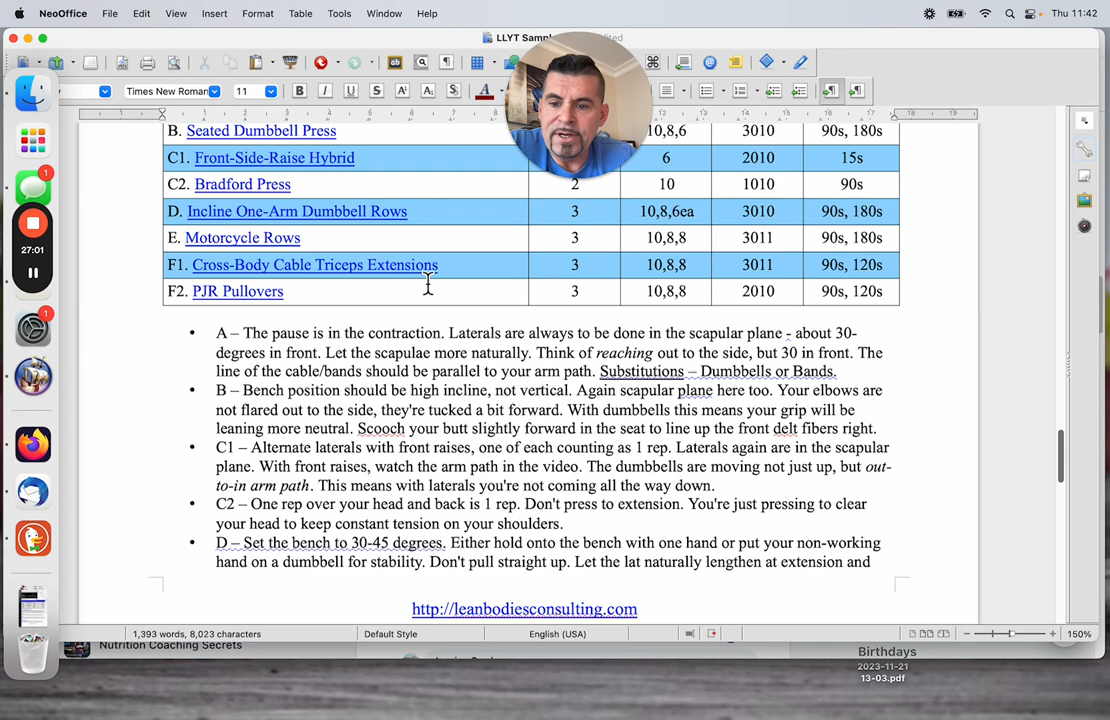 NeoOffice File Edit View Insert Format Table Tools Window Help Thu 11:42
LLYT Samp
Times New Roman 11
B. Seated Dumbbell Press 10,8,6 3010 90s, 180s
C1. Front-Side-Raise Hybrid 6 2010 15s
C2. Bradford Press 2 10 1010 90s
D. Incline One-Arm Dumbbell Rows 3 10,8,6ea 3010 90s, 180s
E. Motorcycle Rows 3 10,8,8 3011 90s, 180s
F1. Cross-Body Cable Triceps Extensions 3 10,8,8 3011 90s, 120s
F2. PJR Pullovers 3 10,8,8 2010 90s, 120s
• A – The pause is in the contraction. Laterals are always to be done in the scapular plane - about 30-
degrees in front. Let the scapulae more naturally. Think of reaching out to the side, but 30 in front. The
line of the cable/bands should be parallel to your arm path. Substitutions – Dumbbells or Bands.
• B – Bench position should be high incline, not vertical. Again scapular plane here too. Your elbows are
not flared out to the side, they're tucked a bit forward. With dumbbells this means your grip will be
leaning more neutral. Scooch your butt slightly forward in the seat to line up the front delt fibers right.
• C1 – Alternate laterals with front raises, one of each counting as 1 rep. Laterals again are in the scapular
plane. With front raises, watch the arm path in the video. The dumbbells are moving not just up, but out-
to-in arm path. This means with laterals you're not coming all the way down.
• C2 – One rep over your head and back is 1 rep. Don't press to extension. You're just pressing to clear
your head to keep constant tension on your shoulders.
• D – Set the bench to 30-45 degrees. Either hold onto the bench with one hand or put your non-working
hand on a dumbbell for stability. Don't pull straight up. Let the lat naturally lengthen at extension and
http://leanbodiesconsulting.com
27:01
1,393 words, 8,023 characters Default Style English (USA) 150%
Nutrition Coaching Secrets
Birthdays
2023-11-21
13-03.pdf